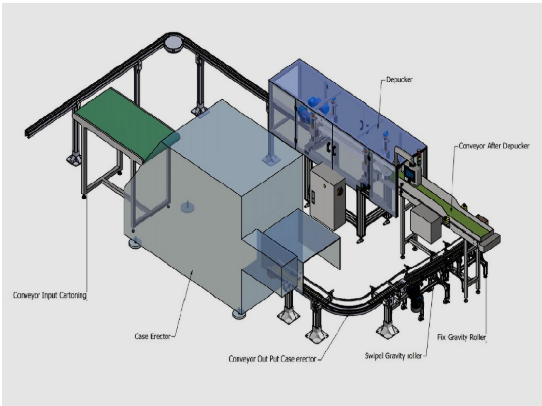 Depucker
Conveyor After Depucker
Conveyor Input Cartoning
Case Erector
Conveyor Out Put Case erector
Swipel Gravity roller
Fix Gravity Roller